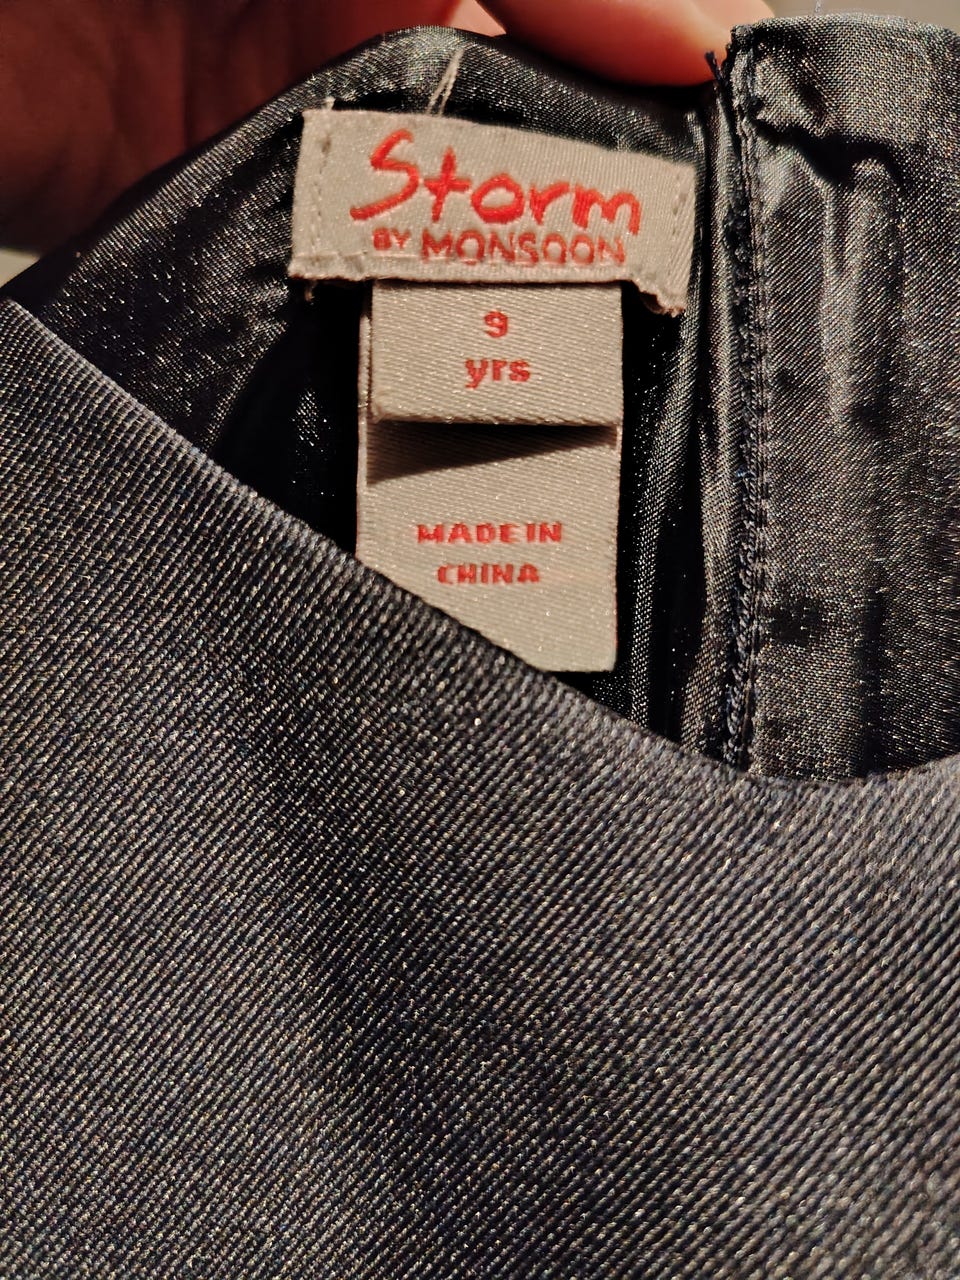 Storm
BY MONSOON
9
yrs
MADE IN
CHINA